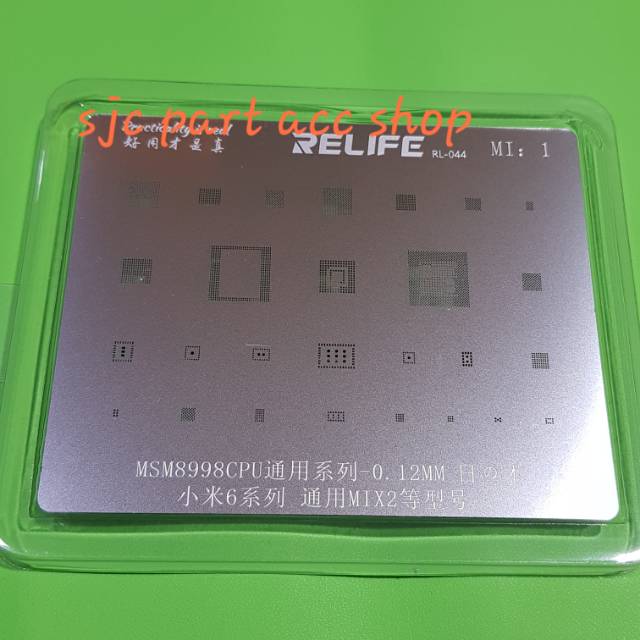 sjc part acc shop
好用才是真
RELIFE RL-044 MI: 1
MSM8998CPU通用系列-0.12MM
小米6系列 通用MIX2等型号